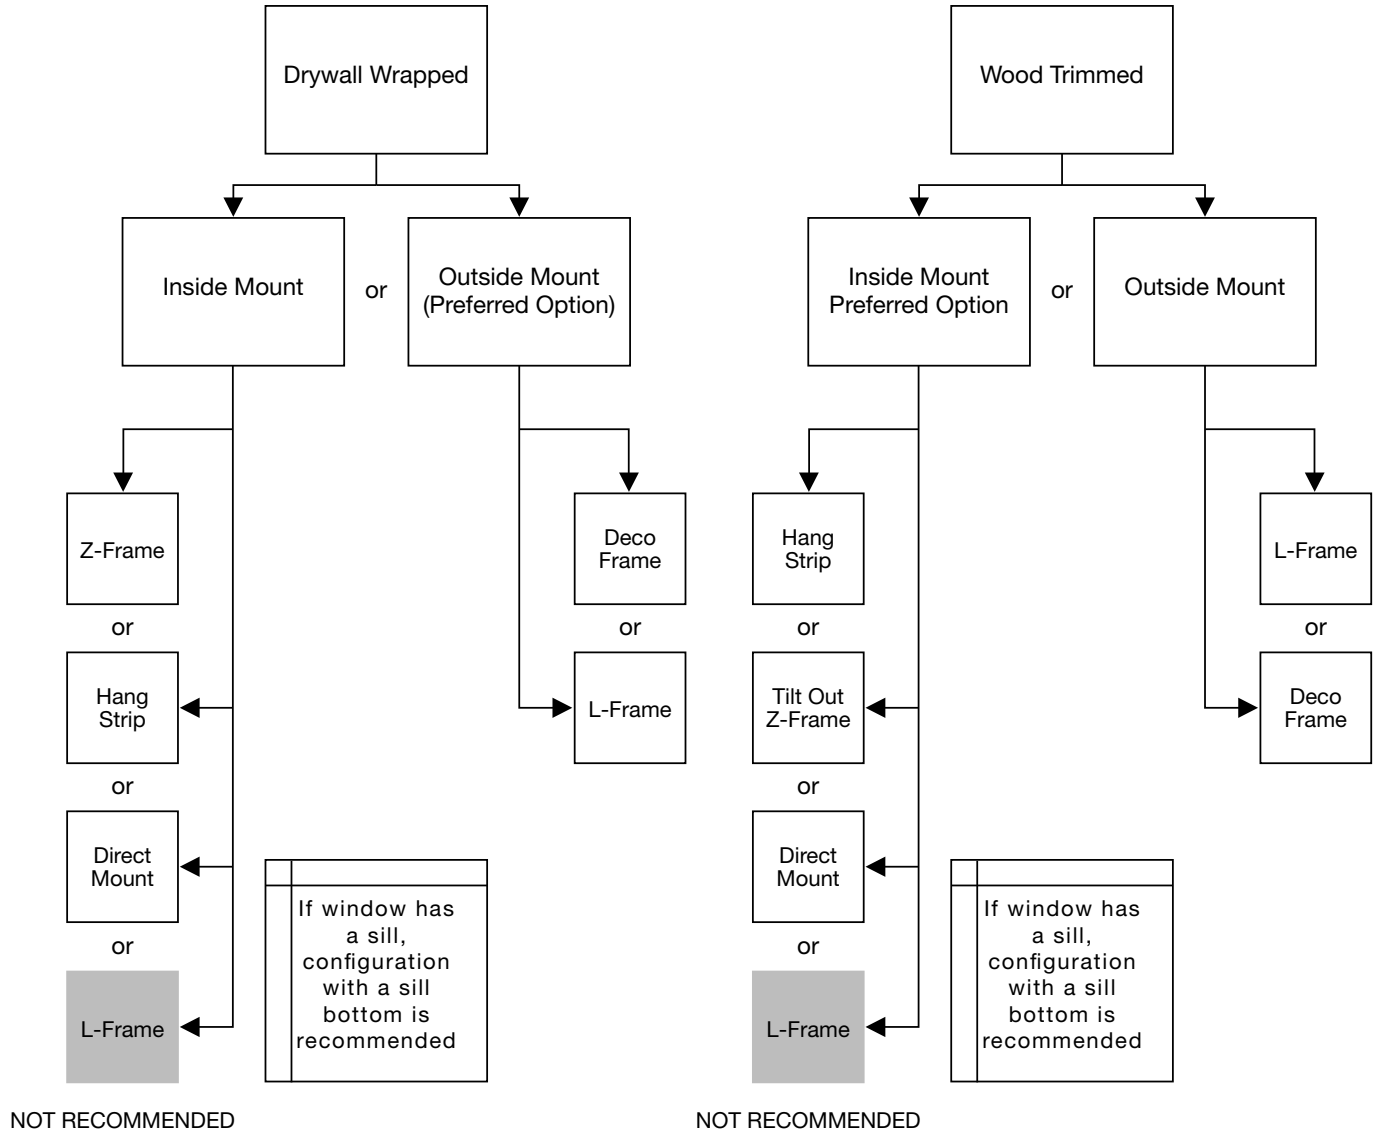 Drywall Wrapped
Inside Mount
or
Outside Mount
(Preferred Option)
Z-Frame
or
Hang
Strip
or
Direct
Mount
or
L-Frame
NOT RECOMMENDED
Deco
Frame
or
L-Frame
If window has
a sill,
configuration
with a sill
bottom is
recommended
Wood Trimmed
Inside Mount
Preferred Option
or
Outside Mount
Hang
Strip
or
Tilt Out
Z-Frame
or
Direct
Mount
or
L-Frame
NOT RECOMMENDED
L-Frame
or
Deco
Frame
If window has
a sill,
configuration
with a sill
bottom is
recommended